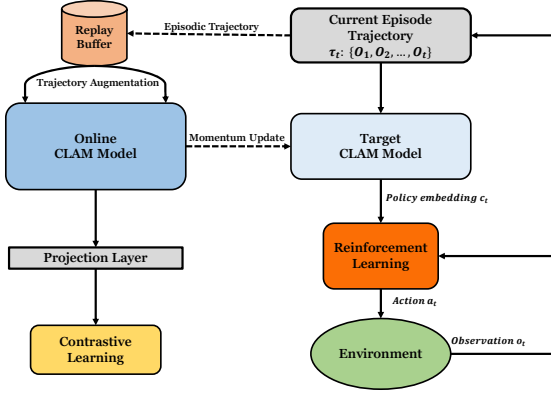 Replay
Buffer
Episodic Trajectory
Current Episode
Trajectory
τₜ: {O₁, O₂, ..., Oₜ}
Trajectory Augmentation
Online
CLAM Model
Momentum Update
Target
CLAM Model
Policy embedding cₜ
Projection Layer
Reinforcement
Learning
Action aₜ
Contrastive
Learning
Environment
Observation oₜ